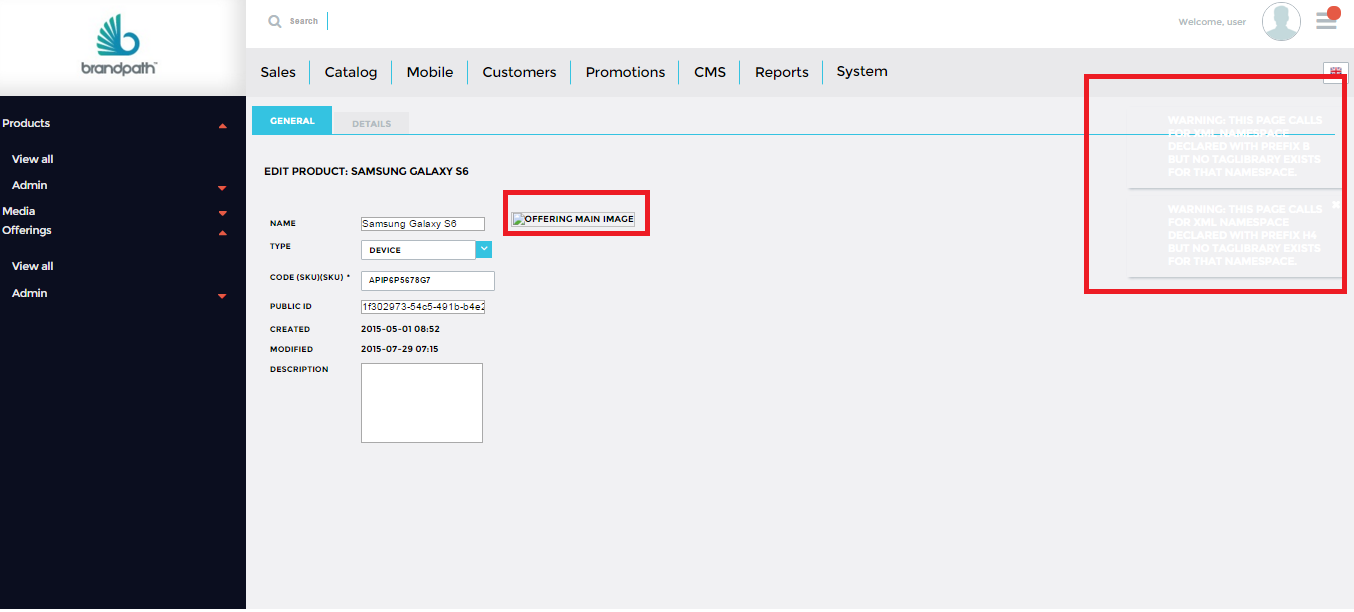 brandpath™
Search
Welcome, user
Sales
Catalog
Mobile
Customers
Promotions
CMS
Reports
System
Products
View all
Admin
Media
Offerings
View all
Admin
GENERAL
DETAILS
EDIT PRODUCT: SAMSUNG GALAXY S6
NAME
Samsung Galaxy S6
OFFERING MAIN IMAGE
TYPE
DEVICE
CODE (SKU)(SKU) *
APIP6P5678G7
PUBLIC ID
1f302973-54c5-491b-b4e2
CREATED
2015-05-01 08:52
MODIFIED
2015-07-29 07:15
DESCRIPTION
WARNING: THIS PAGE CALLS
FOR XML NAMESPACE
DECLARED WITH PREFIX B
BUT NO TAGLIBRARY EXISTS
FOR THAT NAMESPACE.
WARNING: THIS PAGE CALLS
FOR XML NAMESPACE
DECLARED WITH PREFIX H4
BUT NO TAGLIBRARY EXISTS
FOR THAT NAMESPACE.